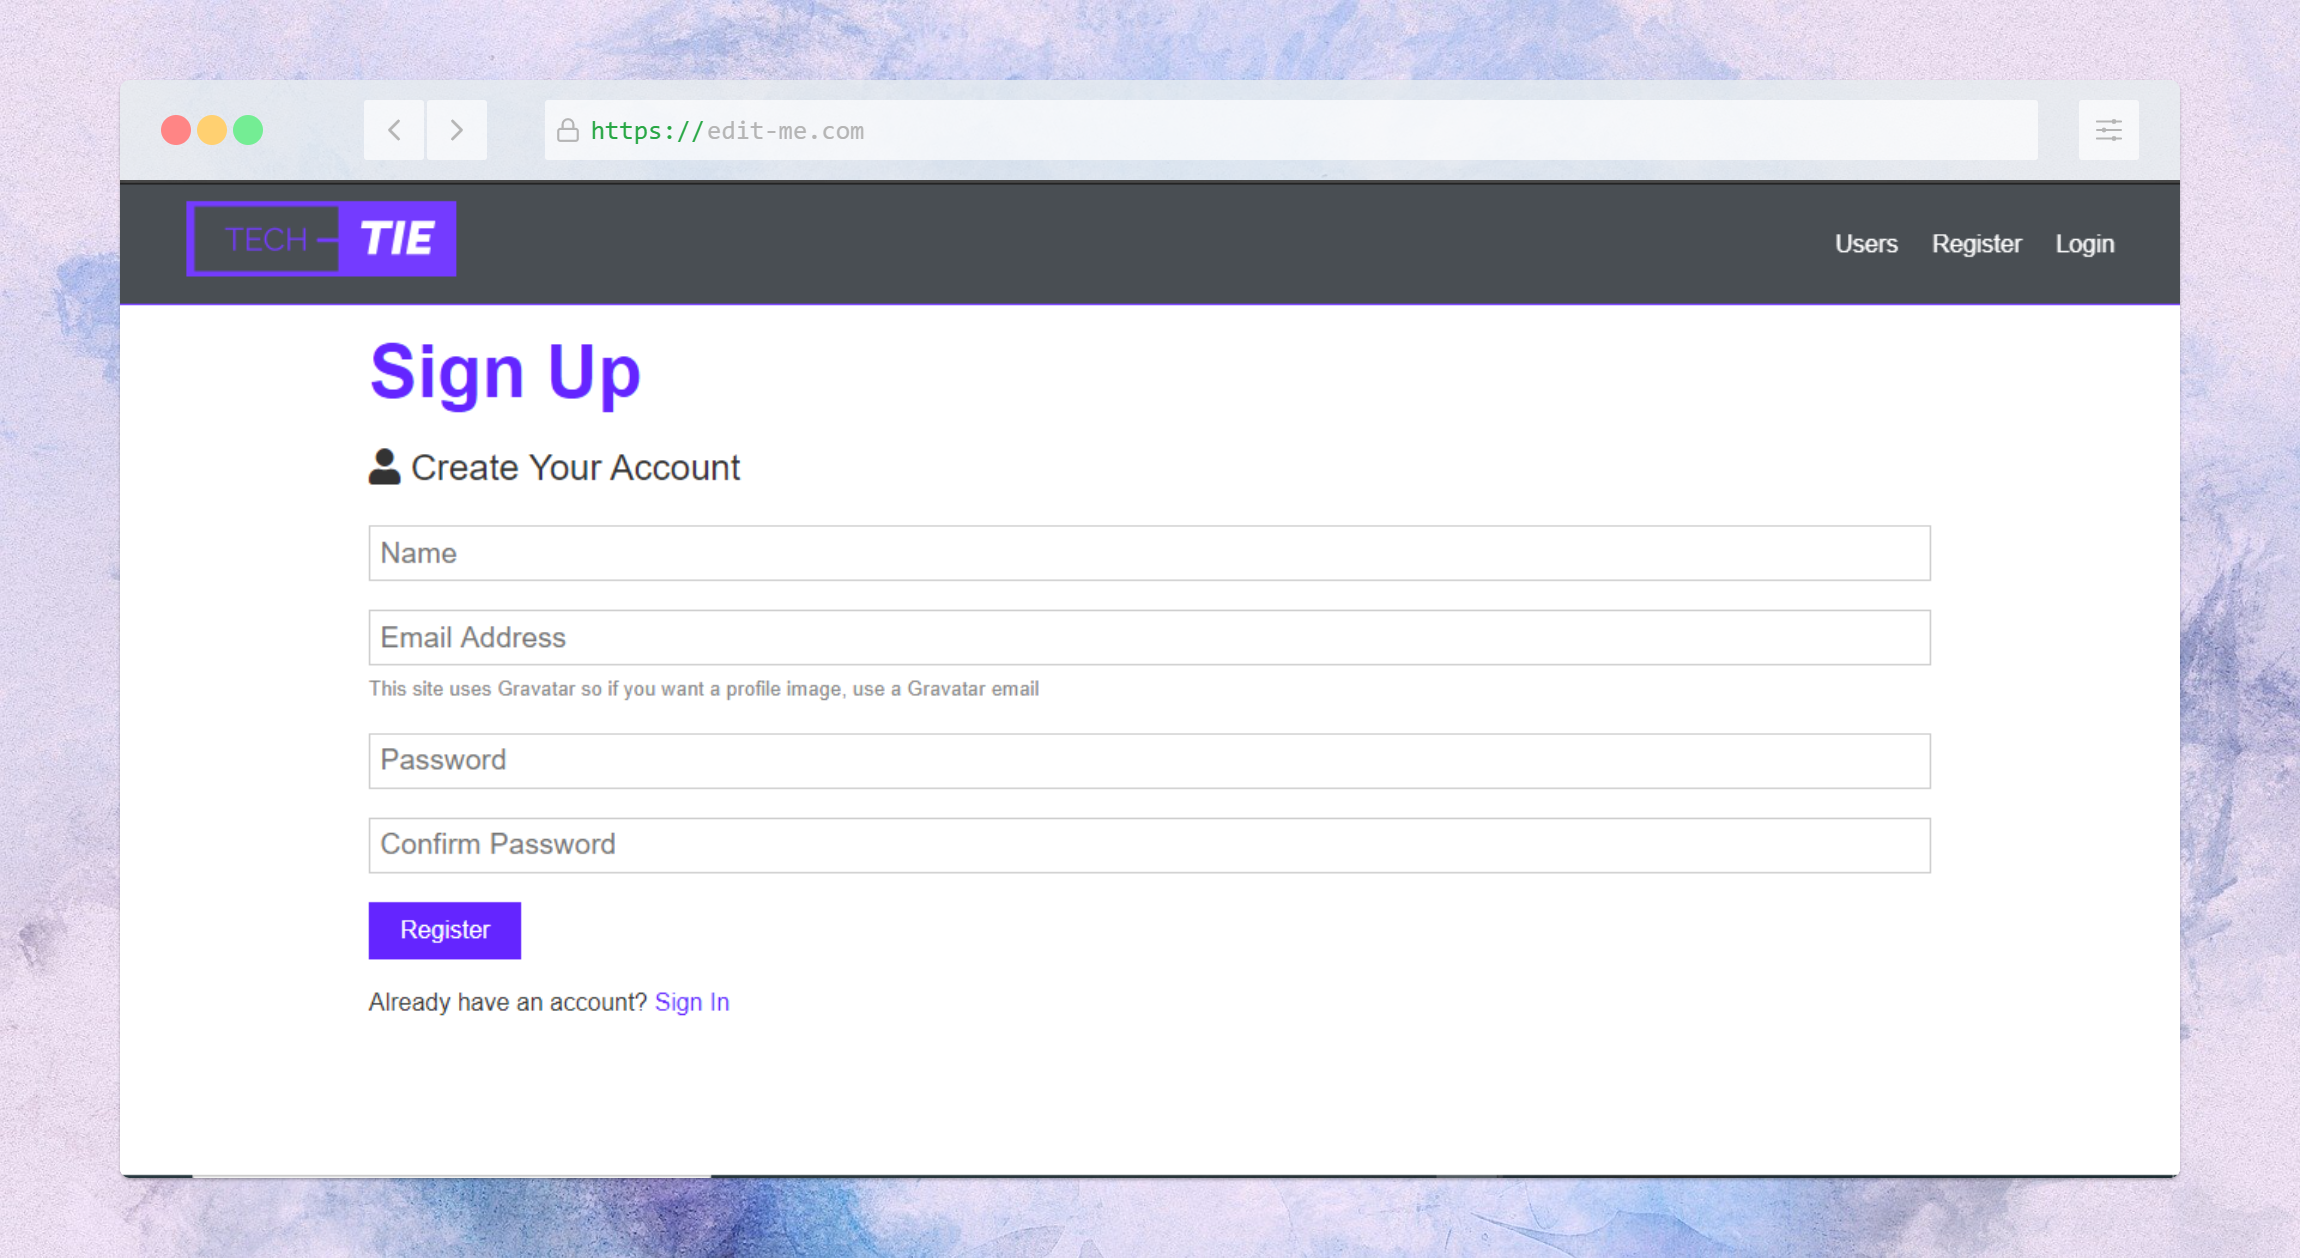 https://edit-me.com
TECH TIE
Users Register Login
Sign Up
Create Your Account
Name
Email Address
This site uses Gravatar so if you want a profile image, use a Gravatar email
Password
Confirm Password
Register
Already have an account? Sign In